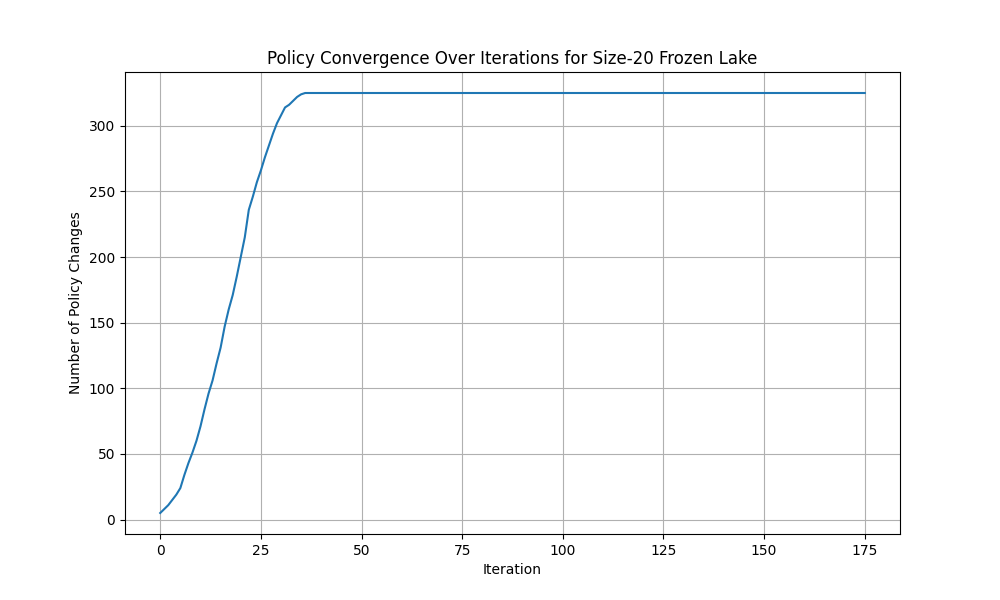 Policy Convergence Over Iterations for Size-20 Frozen Lake
Number of Policy Changes
300
250
200
150
100
50
0
0 25 50 75 100 125 150 175
Iteration